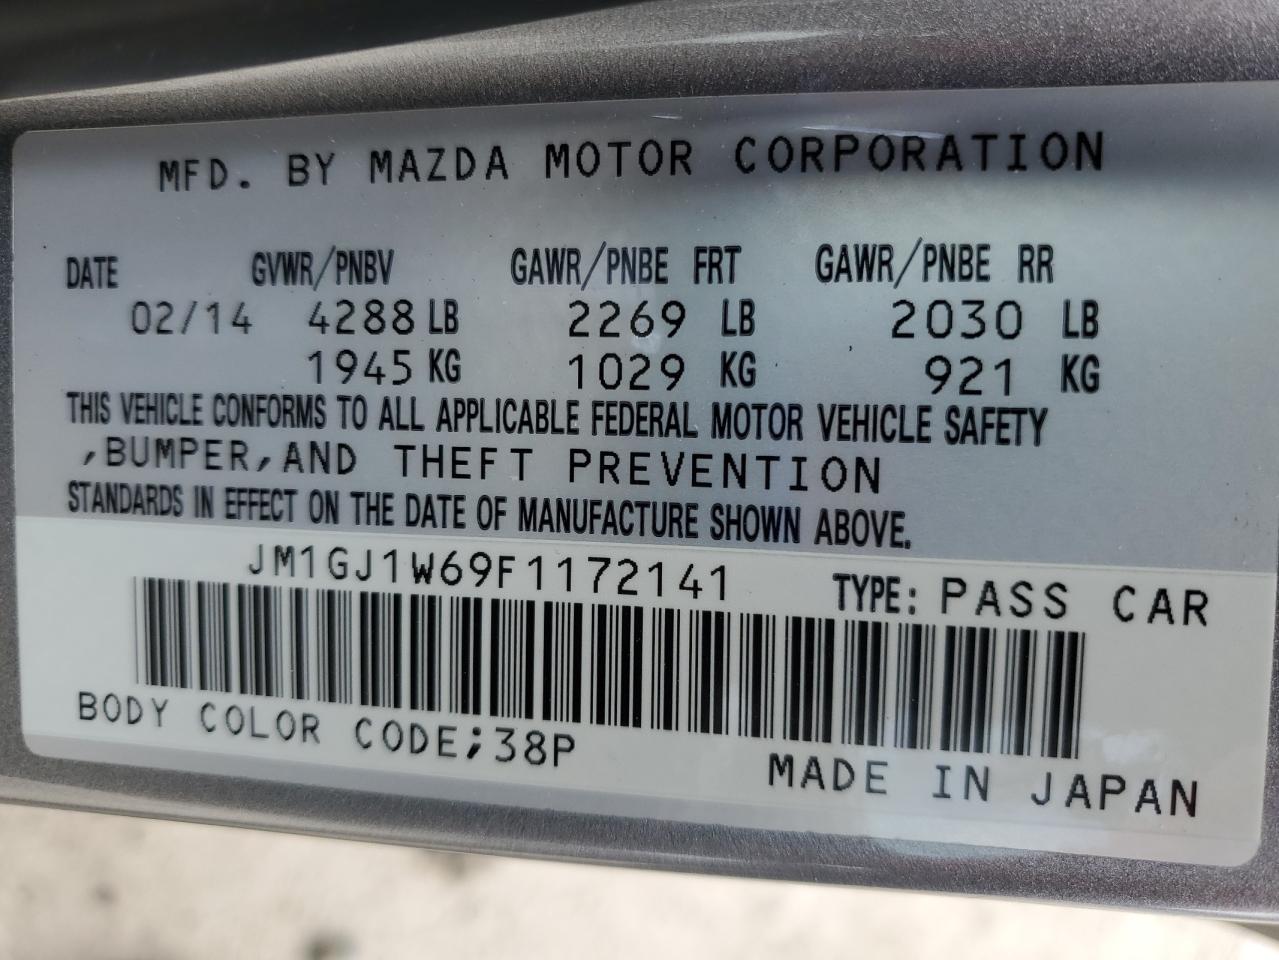 MFD. BY MAZDA MOTOR CORPORATION
DATE GVWR/PNBV GAWR/PNBE FRT GAWR/PNBE RR
02/14 4288 LB 2269 LB 2030 LB
1945 KG 1029 KG 921 KG
THIS VEHICLE CONFORMS TO ALL APPLICABLE FEDERAL MOTOR VEHICLE SAFETY
,BUMPER,AND THEFT PREVENTION
STANDARDS IN EFFECT ON THE DATE OF MANUFACTURE SHOWN ABOVE.
JM1GJ1W69F1172141 TYPE: PASS CAR
BODY COLOR CODE;38P
MADE IN JAPAN